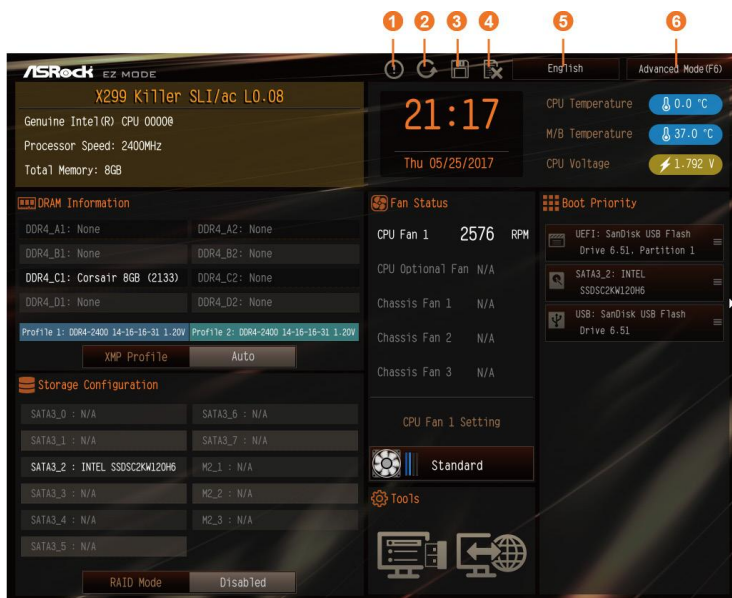 1 2 3 4 5 6
ASRock EZ MODE
English
Advanced Mode(F6)
X299 Killer SLI/ac L0.08
Genuine Intel(R) CPU 0000@
Processor Speed: 2400MHz
Total Memory: 8GB
21:17
Thu 05/25/2017
CPU Temperature 0.0 °C
M/B Temperature 37.0 °C
CPU Voltage 1.792 V
DRAM Information
DDR4_A1: None
DDR4_A2: None
DDR4_B1: None
DDR4_B2: None
DDR4_C1: Corsair 8GB (2133)
DDR4_C2: None
DDR4_D1: None
DDR4_D2: None
Profile 1: DDR4-2400 14-16-16-31 1.20V
Profile 2: DDR4-2400 14-16-16-31 1.20V
XMP Profile
Auto
Storage Configuration
SATA3_0 : N/A
SATA3_6 : N/A
SATA3_1 : N/A
SATA3_7 : N/A
SATA3_2 : INTEL SSDSC2KW120H6
M2_1 : N/A
SATA3_3 : N/A
M2_2 : N/A
SATA3_4 : N/A
M2_3 : N/A
SATA3_5 : N/A
RAID Mode
Disabled
Fan Status
CPU Fan 1 2576 RPM
CPU Optional Fan N/A
Chassis Fan 1 N/A
Chassis Fan 2 N/A
Chassis Fan 3 N/A
CPU Fan 1 Setting
Standard
Tools
Boot Priority
UEFI: SanDisk USB Flash
Drive 6.51. Partition 1
SATA3_2: INTEL
SSDSC2KW120H6
USB: SanDisk USB Flash
Drive 6.51